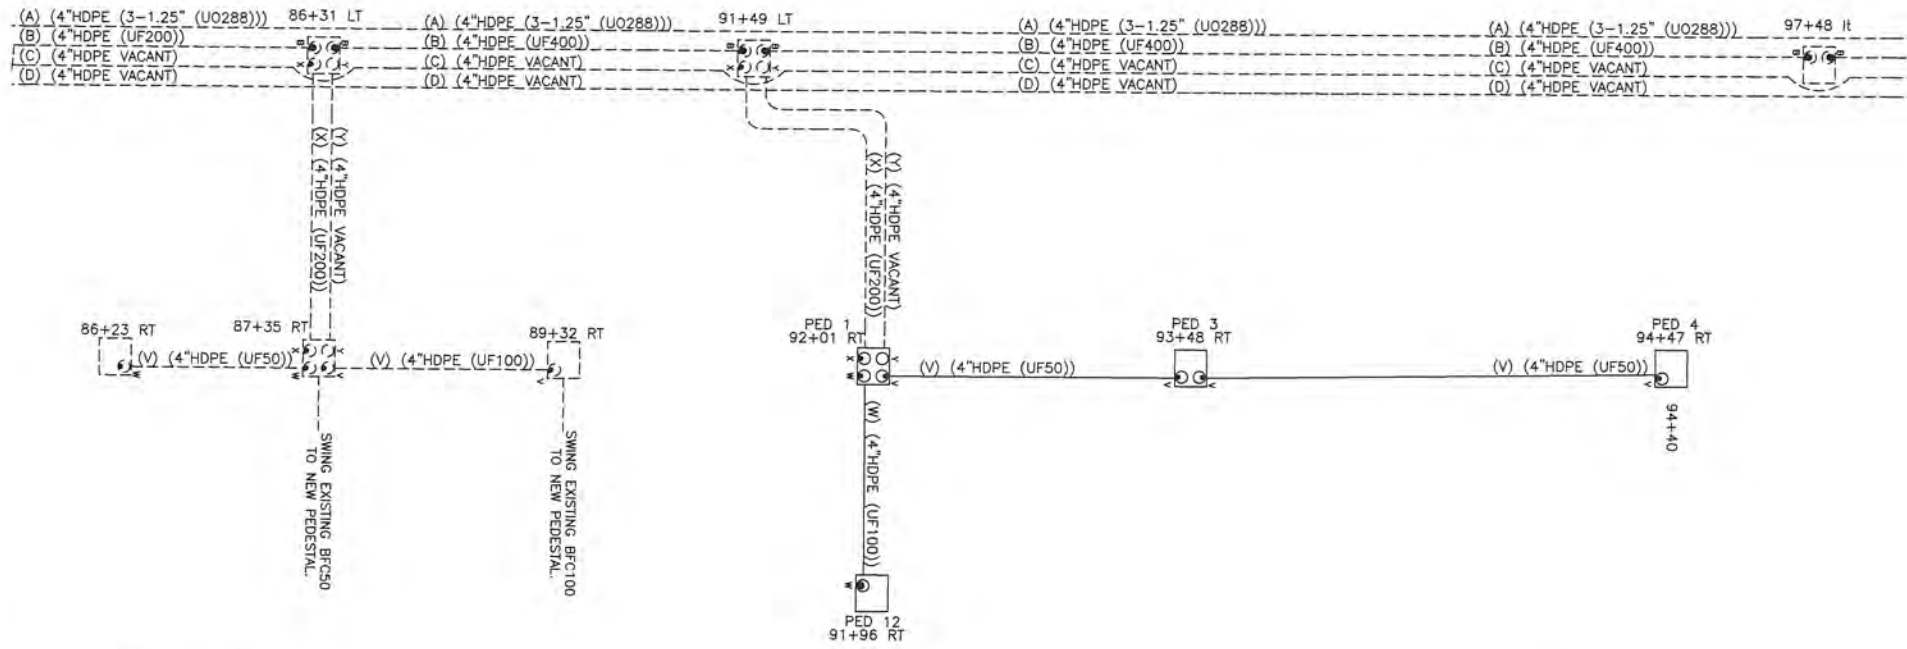 (A) (4"HDPE (3-1.25" (UO288)))
86+31 LT
(A) (4"HDPE (3-1.25" (UO288)))
91+49 LT
(A) (4"HDPE (3-1.25" (UO288)))
(A) (4"HDPE (3-1.25" (UO288)))
97+48 lt
(B) (4"HDPE (UF200))
B
B
(B) (4"HDPE (UF400))
B
B
(B) (4"HDPE (UF400))
(B) (4"HDPE (UF400))
B
B
(C) (4"HDPE VACANT)
X
Y
(C) (4"HDPE VACANT)
X
Y
(C) (4"HDPE VACANT)
(C) (4"HDPE VACANT)
(D) (4"HDPE VACANT)
(D) (4"HDPE VACANT)
(D) (4"HDPE VACANT)
(D) (4"HDPE VACANT)
(X) (4"HDPE (UF200))
(Y) (4"HDPE VACANT)
(X) (4"HDPE (UF200))
(Y) (4"HDPE VACANT)
86+23 RT
87+35 RT
89+32 RT
PED 1
92+01 RT
PED 3
93+48 RT
PED 4
94+47 RT
W
(V) (4"HDPE (UF50))
X
Y
W
V
(V) (4"HDPE (UF100))
V
X
Y
W
V
(V) (4"HDPE (UF50))
V
V
(V) (4"HDPE (UF50))
V
94+40
SWING EXISTING BFC50
TO NEW PEDESTAL.
SWING EXISTING BFC100
TO NEW PEDESTAL.
(W) (4"HDPE (UF100))
W
PED 12
91+96 RT